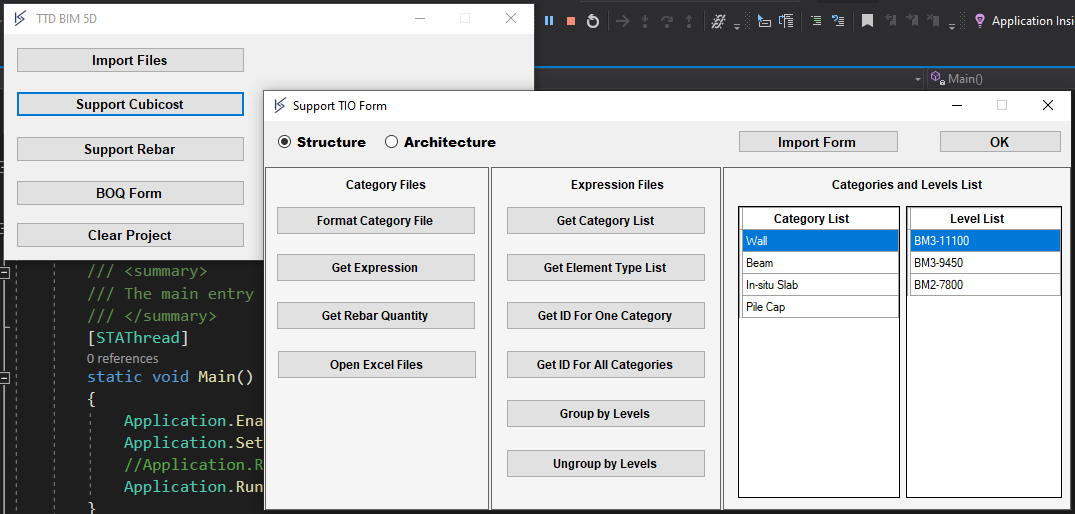 TTD BIM 5D
Import Files
Support Cubicost
Support Rebar
BOQ Form
Clear Project
Application Insi
Main()
Support TIO Form
Structure
Architecture
Import Form
OK
Category Files
Format Category File
Get Expression
Get Rebar Quantity
Open Excel Files
Expression Files
Get Category List
Get Element Type List
Get ID For One Category
Get ID For All Categories
Group by Levels
Ungroup by Levels
Categories and Levels List
Category List
Wall
Beam
In-situ Slab
Pile Cap
Level List
BM3-11100
BM3-9450
BM2-7800
/// <summary>
/// The main entry
/// </summary>
[STAThread]
0 references
static void Main()
{
Application.Ena
Application.Set
//Application.R
Application.Run
}